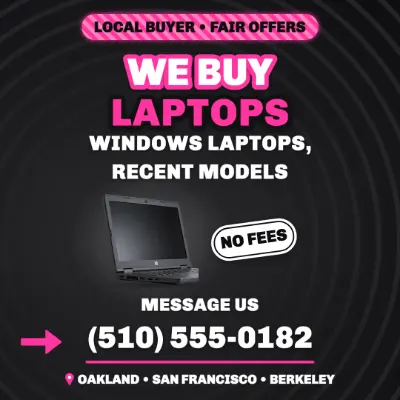 LOCAL BUYER • FAIR OFFERS
WE BUY
LAPTOPS
WINDOWS LAPTOPS,
RECENT MODELS
NO FEES
MESSAGE US
(510) 555-0182
OAKLAND • SAN FRANCISCO • BERKELEY